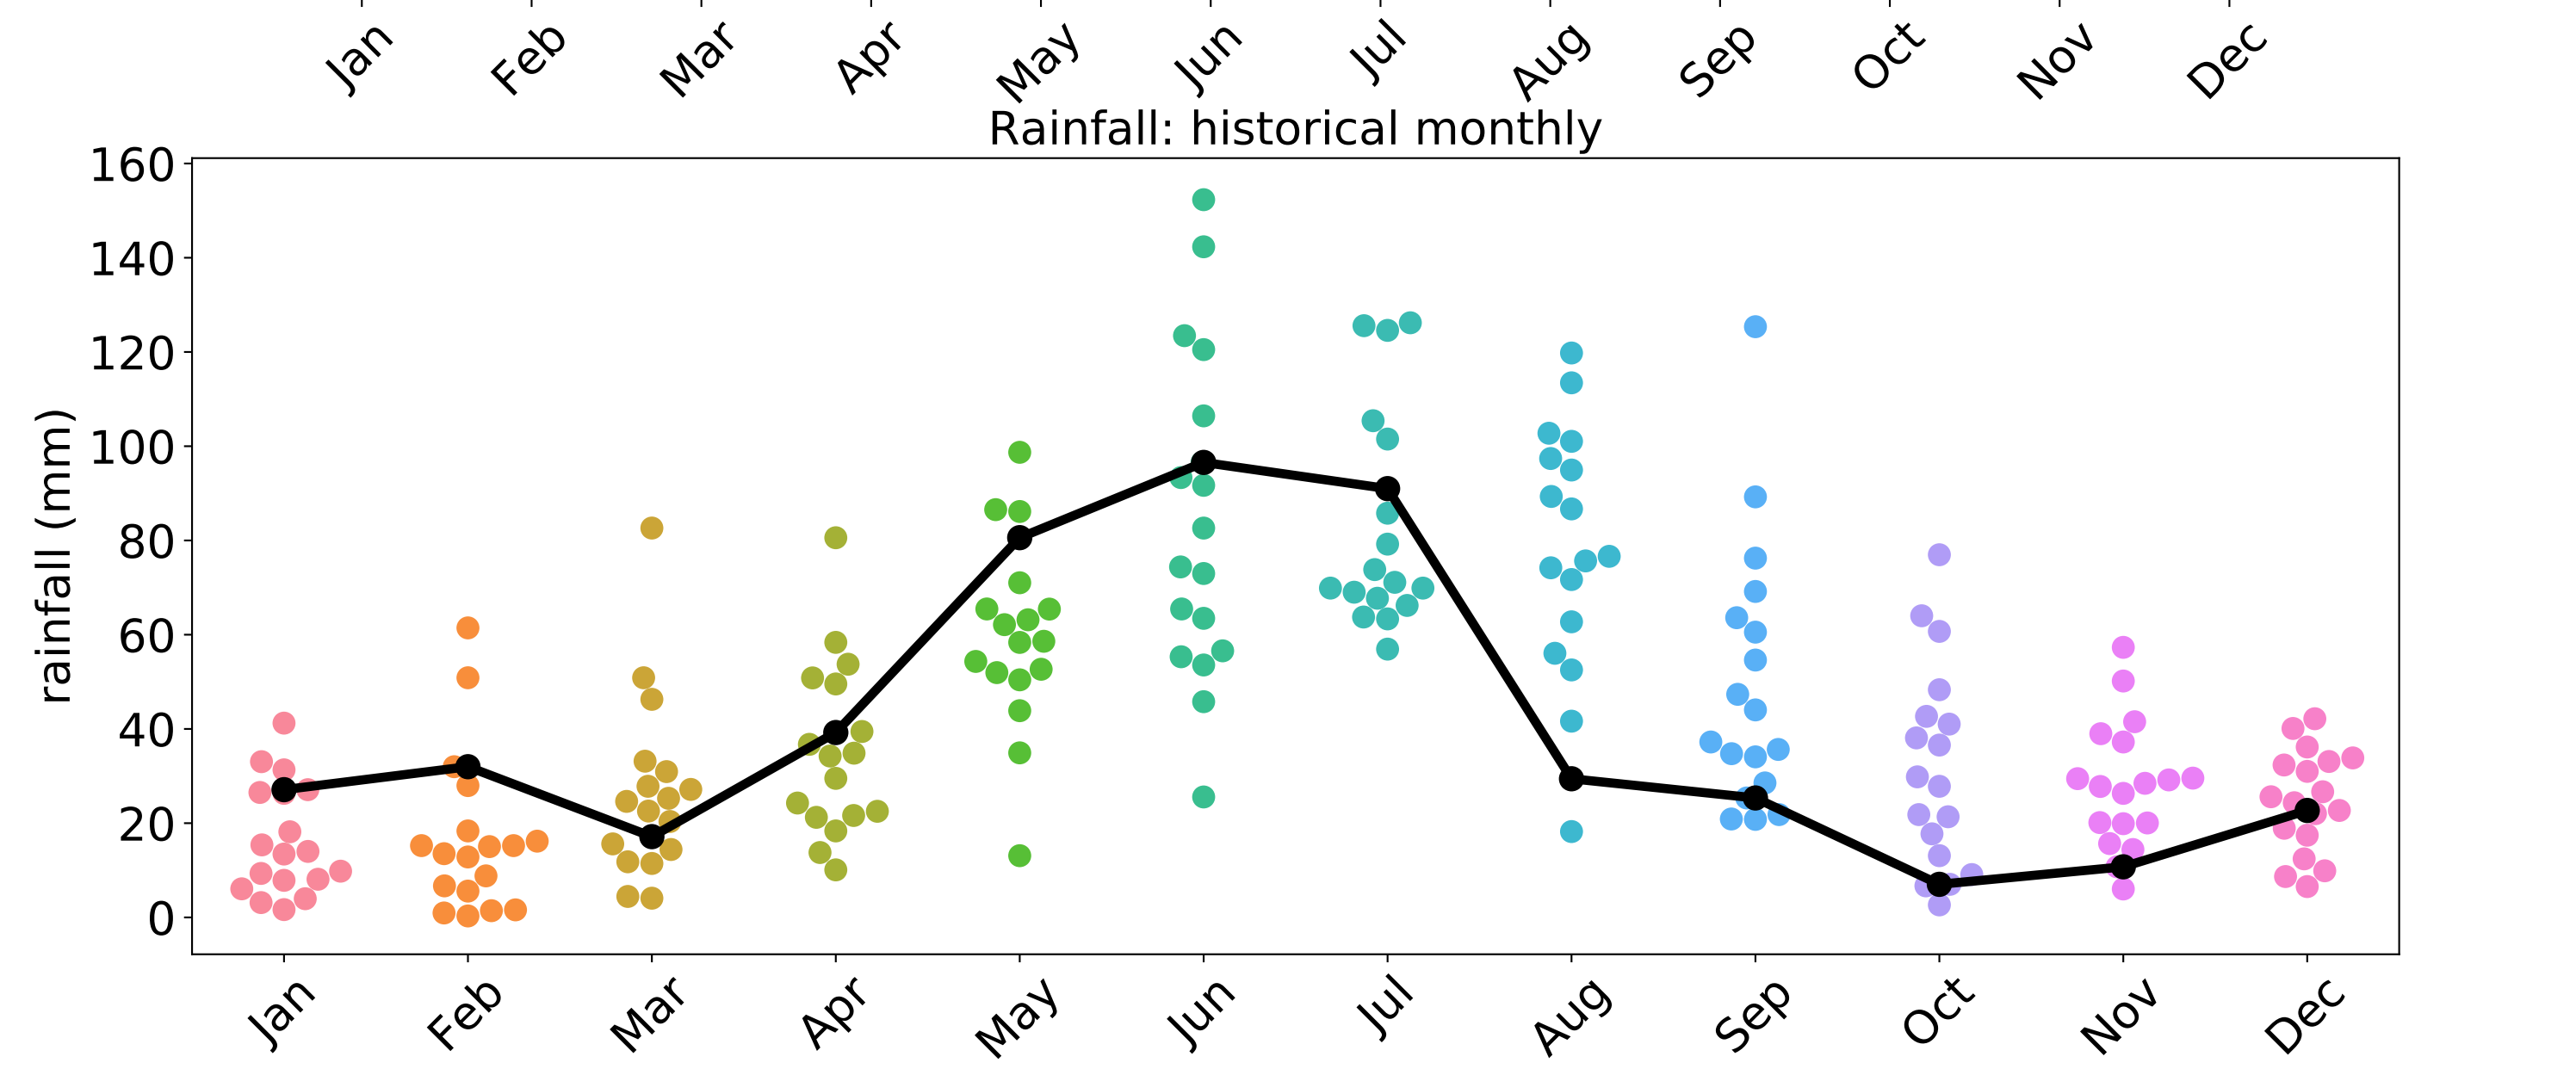 Jan Feb Mar Apr May Jun Jul Aug Sep Oct Nov Dec
Rainfall: historical monthly
rainfall (mm)
160
140
120
100
80
60
40
20
0
Jan Feb Mar Apr May Jun Jul Aug Sep Oct Nov Dec